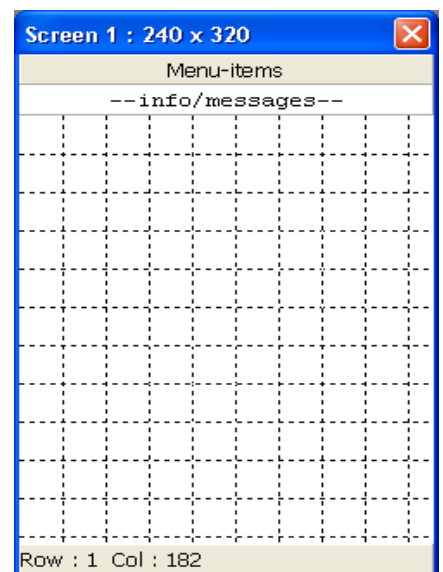 Screen 1 : 240 x 320
Menu-items
--info/messages--
Row : 1 Col : 182